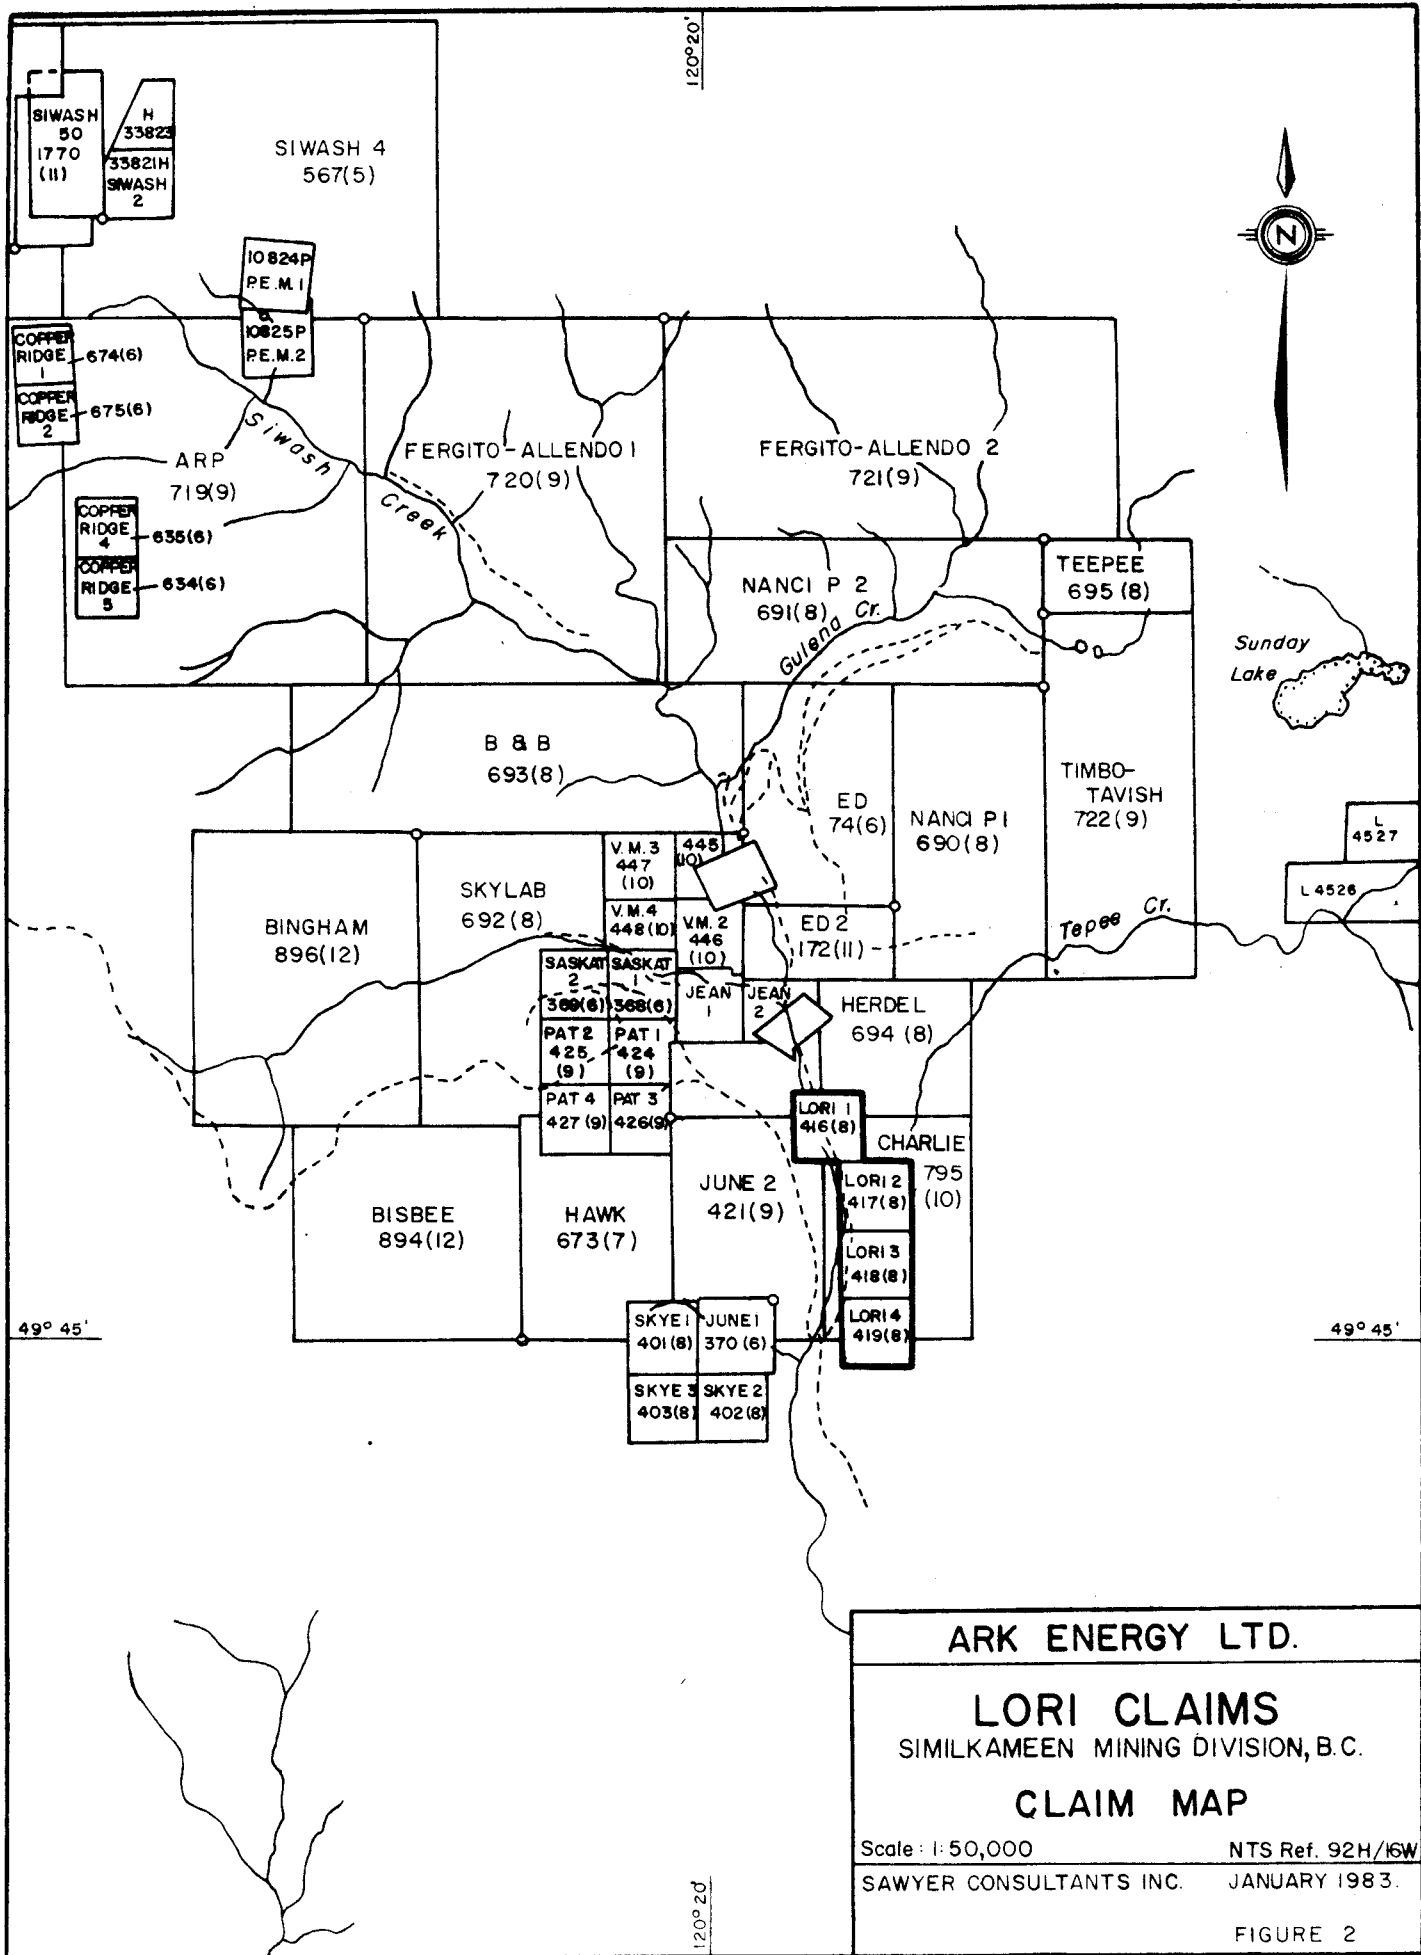 120°20'
SIWASH
50
1770
(11)
H
33823
33821H
SIWASH
2
SIWASH 4
567(5)
N
10824P
P.E.M.1
10825P
P.E.M.2
COPPER
RIDGE
1
674(6)
COPPER
RIDGE
2
675(6)
ARP
719(9)
Siwash
Creek
FERGITO-ALLENDO 1
720(9)
FERGITO-ALLENDO 2
721(9)
COPPER
RIDGE
4
635(6)
COPPER
RIDGE
5
634(6)
NANCI P 2
691(8)
Gulena Cr.
TEEPEE
695 (8)
Sunday
Lake
B & B
693(8)
ED
74(6)
NANCI P1
690(8)
TIMBO-
TAVISH
722(9)
L
4527
L 4526
BINGHAM
896(12)
SKYLAB
692(8)
V.M.3
447
(10)
445
(10)
V.M.4
448(10)
V.M. 2
446
(10)
ED 2
172(11)
Tepee Cr.
SASKAT
2
369(6)
SASKAT
1
368(6)
JEAN
1
JEAN
2
HERDEL
694 (8)
PAT 2
425
(9)
PAT 1
424
(9)
PAT 4
427 (9)
PAT 3
426(9)
LORI 1
416(8)
CHARLIE
795
(10)
LORI 2
417(8)
LORI 3
418(8)
LORI 4
419(8)
BISBEE
894(12)
HAWK
673(7)
JUNE 2
421(9)
SKYE 1
401(8)
JUNE 1
370 (6)
SKYE 3
403(8)
SKYE 2
402(8)
49° 45'
49° 45'
120°20'
ARK ENERGY LTD.
LORI CLAIMS
SIMILKAMEEN MINING DIVISION, B.C.
CLAIM MAP
Scale : 1:50,000 NTS Ref. 92H/16W
SAWYER CONSULTANTS INC. JANUARY 1983.
FIGURE 2